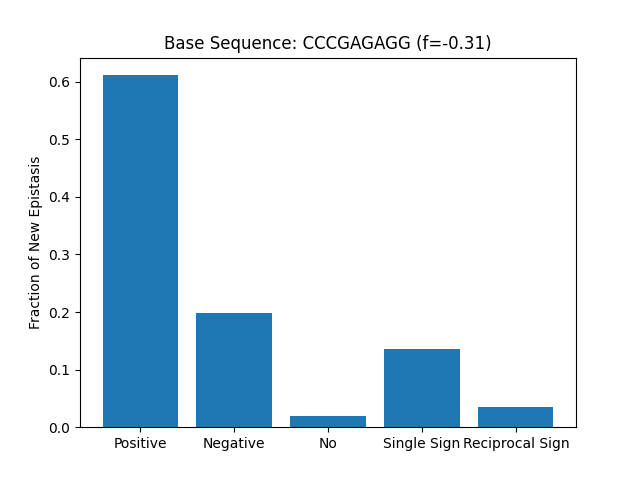 Base Sequence: CCCGAGAGG (f=-0.31)
Fraction of New Epistasis
0.6
0.5
0.4
0.3
0.2
0.1
0.0
Positive Negative No Single Sign Reciprocal Sign